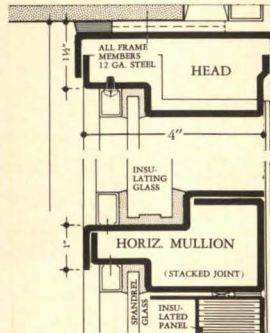 1½"
ALL FRAME
MEMBERS
12 GA. STEEL
HEAD
4"
INSU-
LATING
GLASS
1"
HORIZ. MULLION
(STACKED JOINT)
SPANDREL
GLASS
INSU-
LATED
PANEL